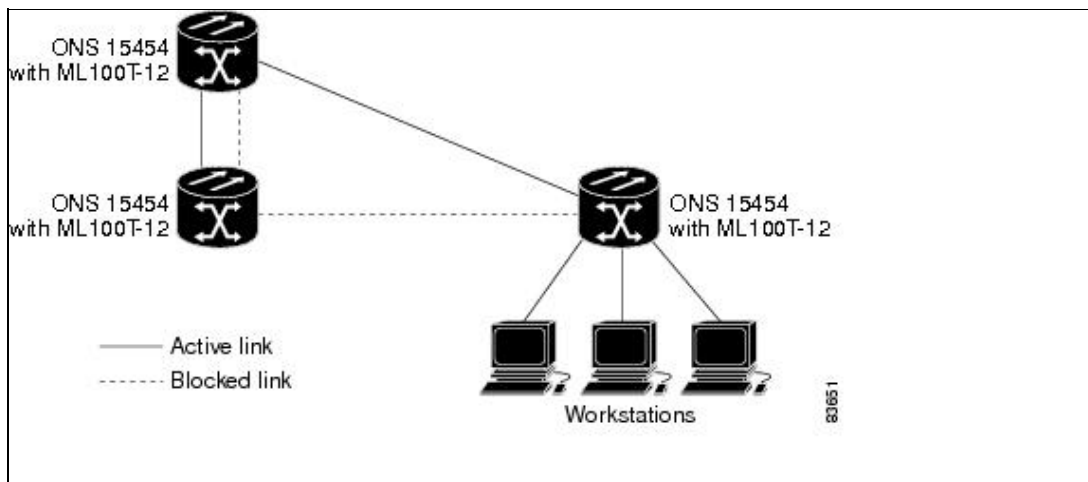 ONS 15454
with ML100T-12
ONS 15454
with ML100T-12
ONS 15454
with ML100T-12
Active link
Blocked link
Workstations
83651